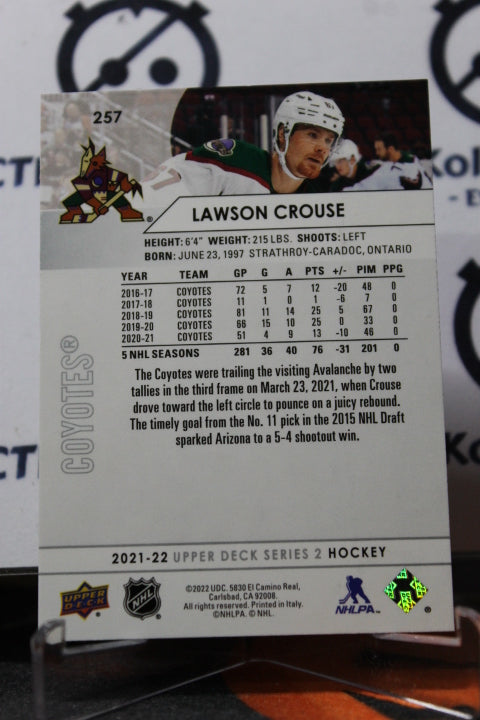 257
LAWSON CROUSE
HEIGHT: 6'4" WEIGHT: 215 LBS. SHOOTS: LEFT
BORN: JUNE 23, 1997 STRATHROY-CARADOC, ONTARIO
YEAR TEAM GP G A PTS +/- PIM PPG
2016-17 COYOTES 72 5 7 12 -20 48 0
2017-18 COYOTES 11 1 0 1 -6 7 0
2018-19 COYOTES 81 11 14 25 5 67 0
2019-20 COYOTES 66 15 10 25 0 33 0
2020-21 COYOTES 51 4 9 13 -10 46 0
5 NHL SEASONS 281 36 40 76 -31 201 0
COYOTES®
The Coyotes were trailing the visiting Avalanche by two
tallies in the third frame on March 23, 2021, when Crouse
drove toward the left circle to pounce on a juicy rebound.
The timely goal from the No. 11 pick in the 2015 NHL Draft
sparked Arizona to a 5-4 shootout win.
2021-22 UPPER DECK SERIES 2 HOCKEY
UPPER DECK
NHL
©2022 UDC. 5830 El Camino Real,
Carlsbad, CA 92008.
All rights reserved. Printed in Italy.
©NHLPA. © NHL.
NHLPA